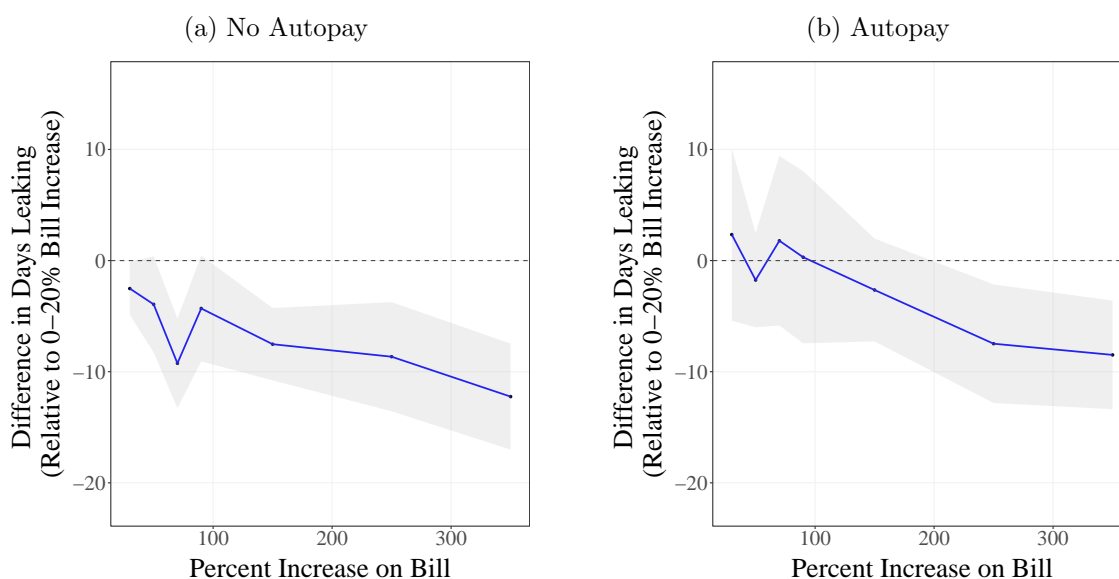 (a) No Autopay
Difference in Days Leaking
(Relative to 0−20% Bill Increase)
10
0
−10
−20
100
200
300
Percent Increase on Bill
(b) Autopay
Difference in Days Leaking
(Relative to 0−20% Bill Increase)
10
0
−10
−20
100
200
300
Percent Increase on Bill